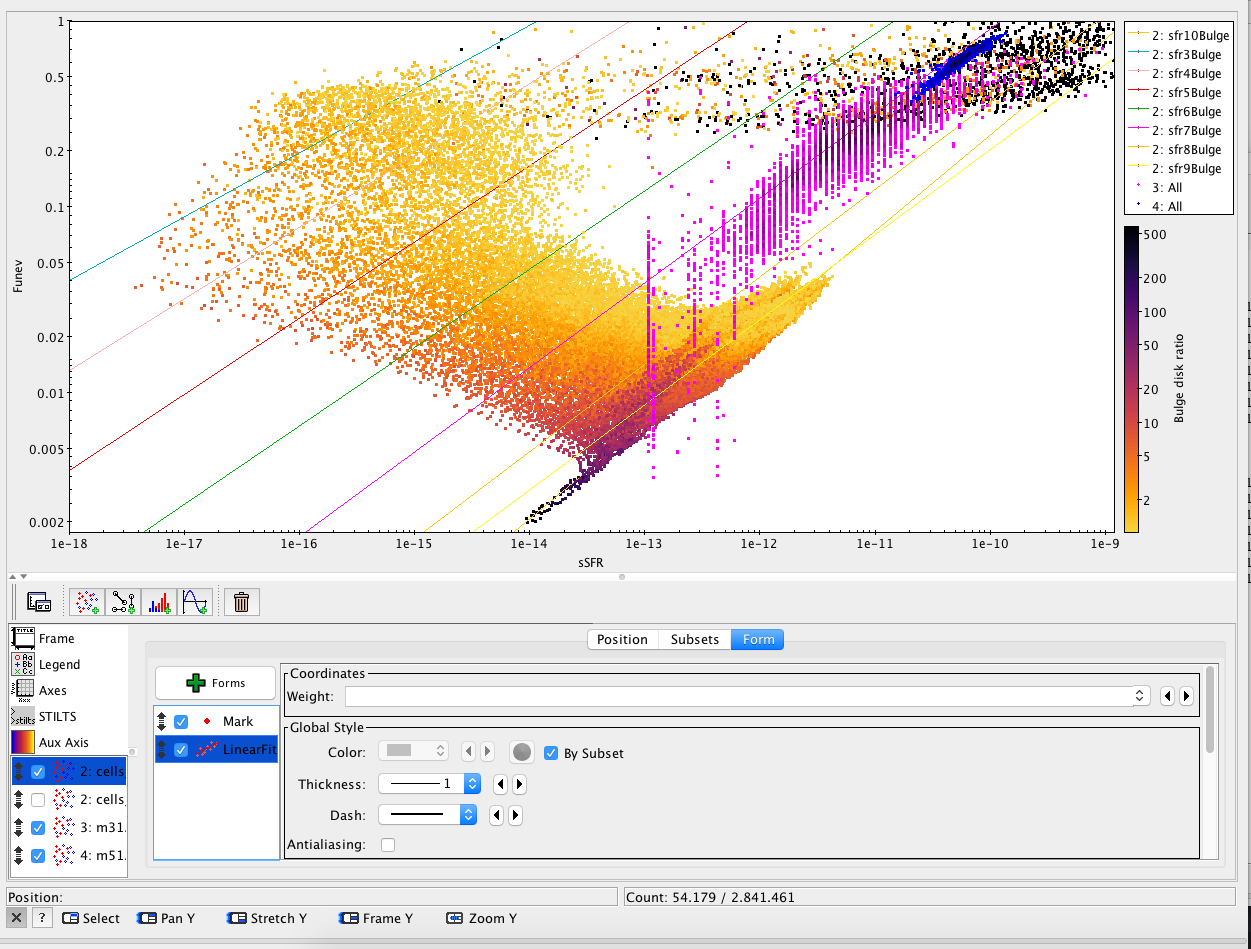 1
0.5
0.2
0.1
0.05
0.02
0.01
0.005
0.002
Funev
1e-18 1e-17 1e-16 1e-15 1e-14 1e-13 1e-12 1e-11 1e-10 1e-9
sSFR
2: sfr10Bulge
2: sfr3Bulge
2: sfr4Bulge
2: sfr5Bulge
2: sfr6Bulge
2: sfr7Bulge
2: sfr8Bulge
2: sfr9Bulge
3: All
4: All
500
200
100
50
20
10
5
2
Bulge disk ratio
Frame
Legend
Axes
STILTS
Aux Axis
2: cells
2: cells,
3: m31.
4: m51.
Position Subsets Form
Forms
Mark
LinearFit
Coordinates
Weight:
Global Style
Color: By Subset
Thickness: 1
Dash:
Antialiasing:
Position:
Count: 54.179 / 2.841.461
? Select Pan Y Stretch Y Frame Y Zoom Y